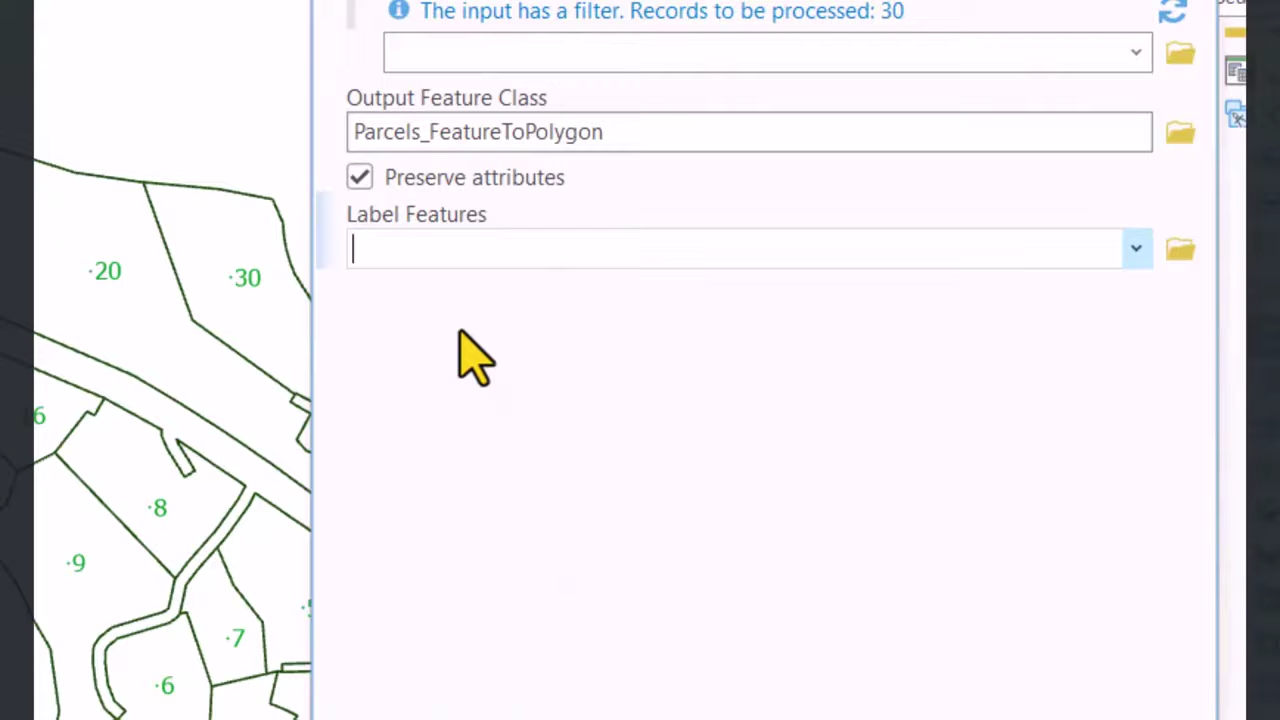 The input has a filter. Records to be processed: 30
Output Feature Class
Parcels_FeatureToPolygon
Preserve attributes
Label Features
·20
·30
6
·8
·9
·7
·6